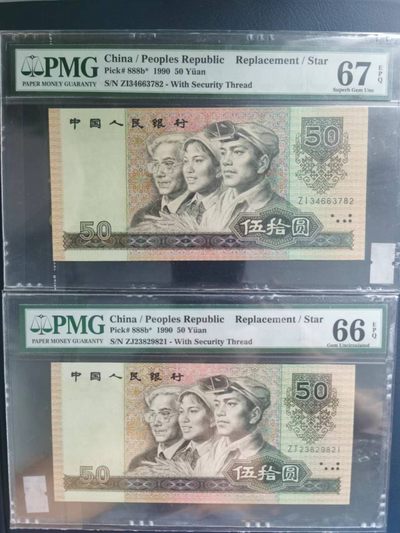 PMG
PAPER MONEY GUARANTY
China / Peoples Republic Replacement / Star
Pick# 888b* 1990 50 Yüan
S/N ZI34663782 - With Security Thread
67 EPQ
Superb Gem Unc
中国人民银行
50
ZI34663782
50
伍拾圆
PMG
PAPER MONEY GUARANTY
China / Peoples Republic Replacement / Star
Pick# 888b* 1990 50 Yüan
S/N ZJ23829821 - With Security Thread
66 EPQ
Gem Uncirculated
中国人民银行
50
ZJ23829821
50
伍拾圆